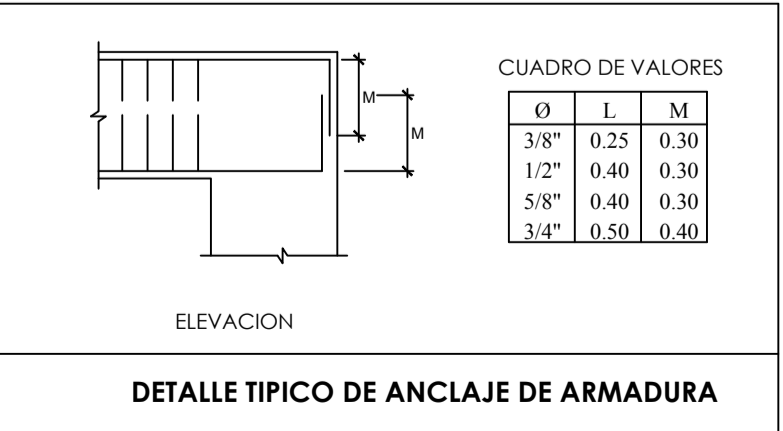 CUADRO DE VALORES
M
M
Ø L M
3/8" 0.25 0.30
1/2" 0.40 0.30
5/8" 0.40 0.30
3/4" 0.50 0.40
ELEVACION
DETALLE TIPICO DE ANCLAJE DE ARMADURA